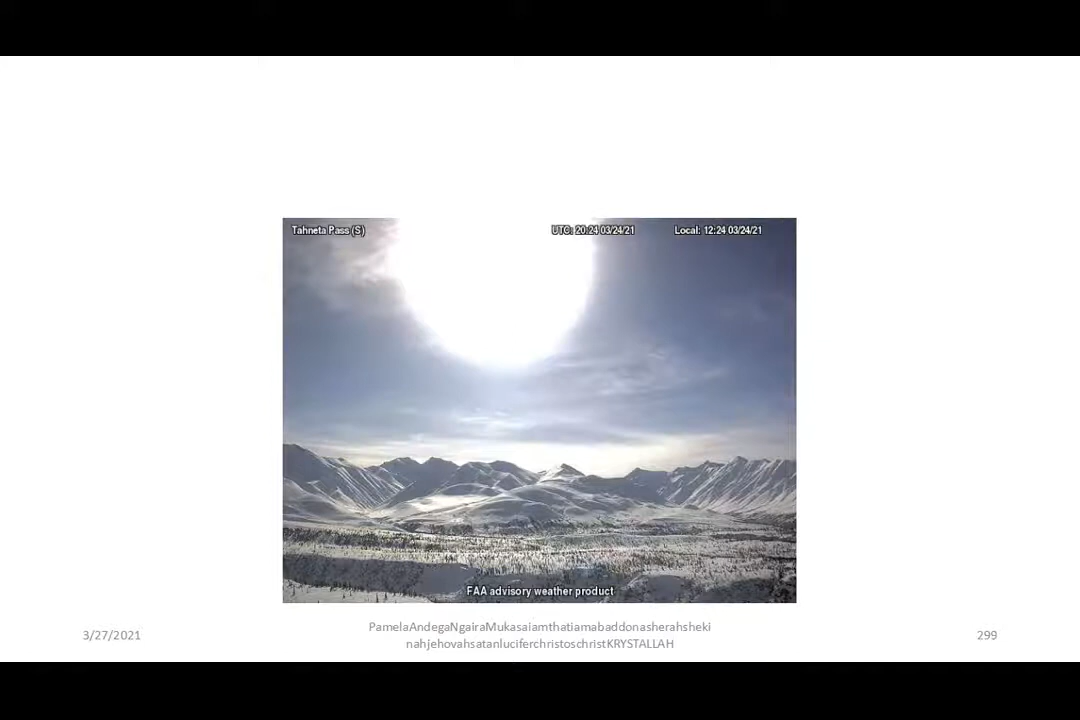 Tahneta Pass (S) UTC: 20:24 03/24/21 Local: 12:24 03/24/21
FAA advisory weather product
3/27/2021
PamelaAndegaNgairaMukasaiamthatiamabaddonasherahsheki
nahjehovahsatanluciferchristoschristKRYSTALLAH
299